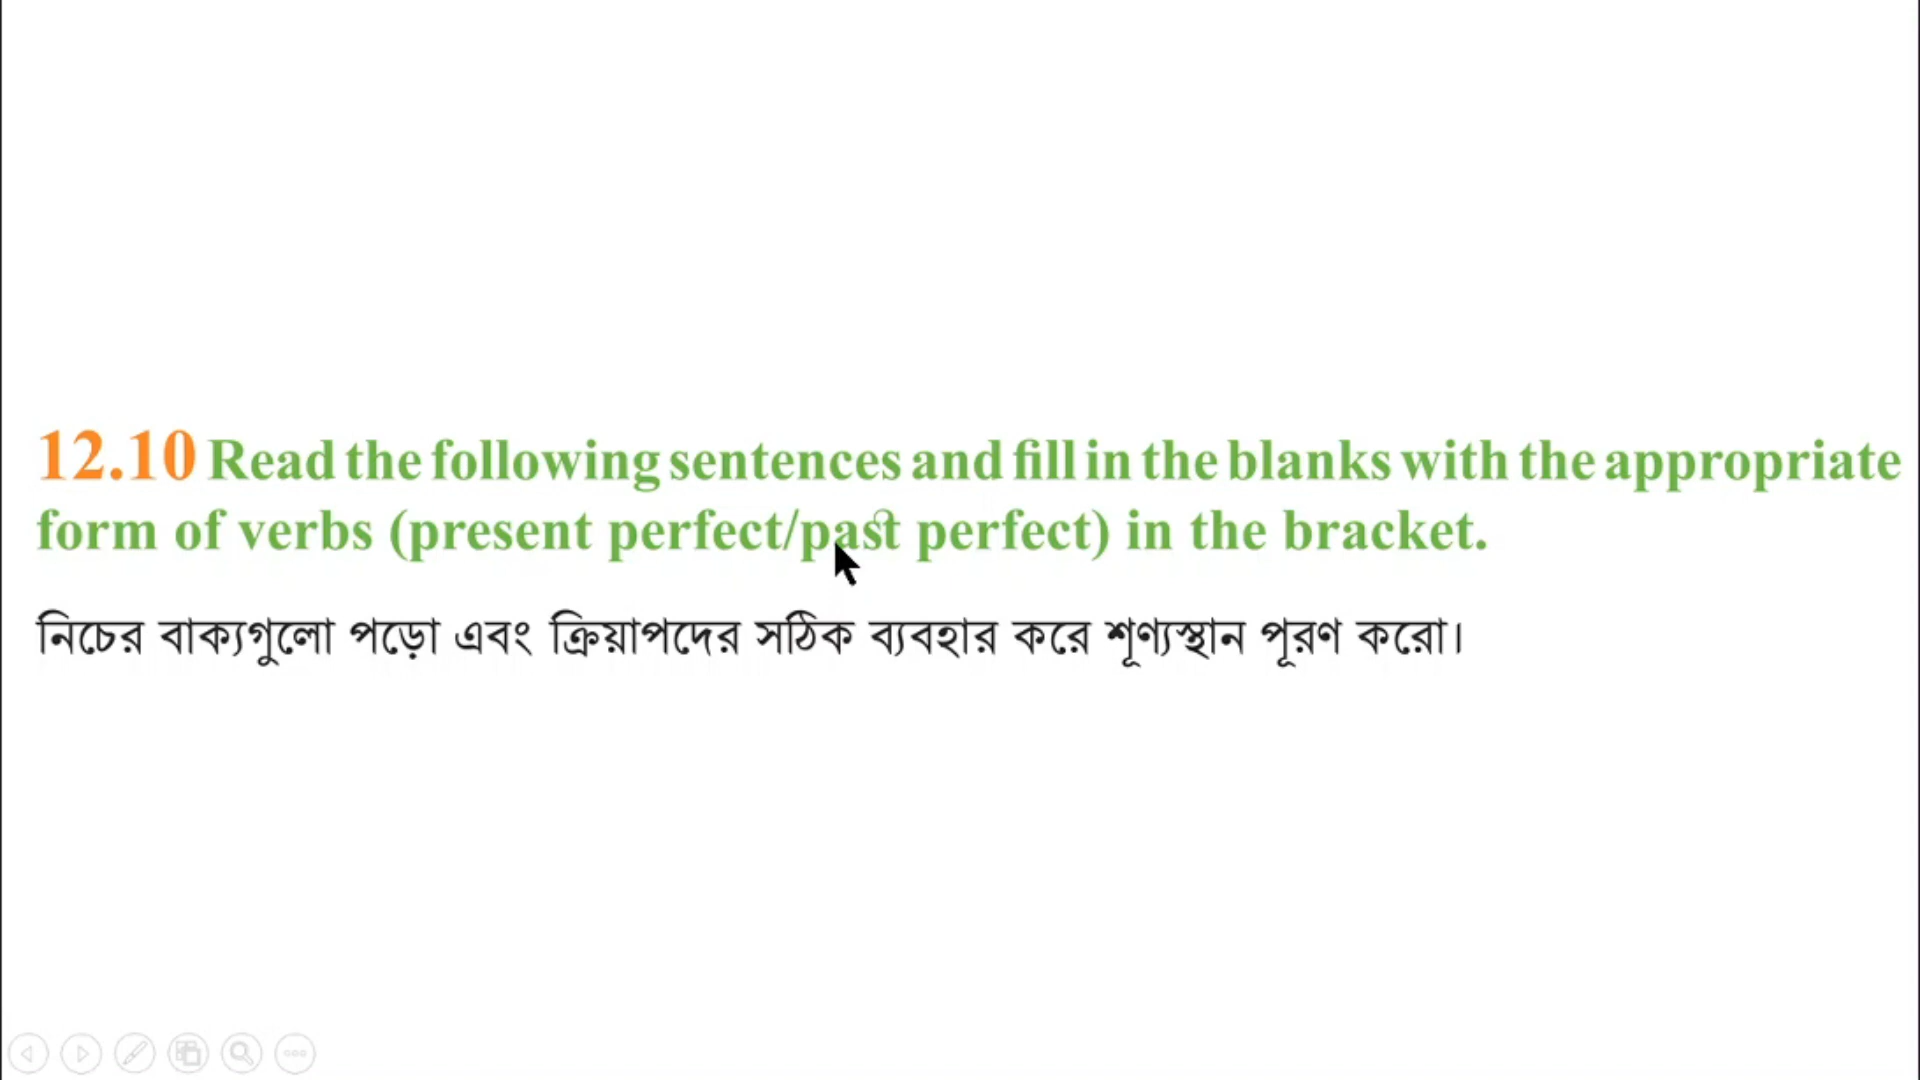 12.10 Read the following sentences and fill in the blanks with the appropriate
form of verbs (present perfect/past perfect) in the bracket.
নিচের বাক্যগুলো পড়ো এবং ক্রিয়াপদের সঠিক ব্যবহার করে শূণ্যস্থান পূরণ করো।